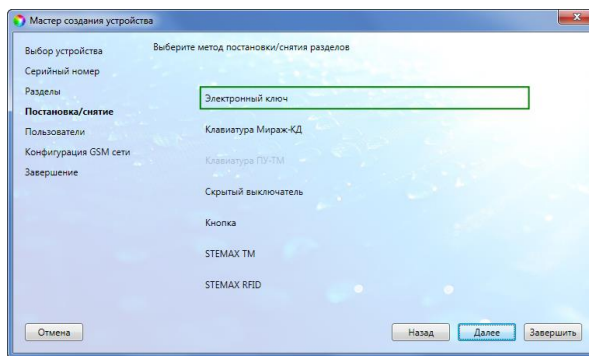 Мастер создания устройства
Выбор устройства
Серийный номер
Разделы
Постановка/снятие
Пользователи
Конфигурация GSM сети
Завершение
Выберите метод постановки/снятия разделов
Электронный ключ
Клавиатура Мираж-КД
Клавиатура ПУ-ТМ
Скрытый выключатель
Кнопка
STEMAX TM
STEMAX RFID
Отмена
Назад
Далее
Завершить